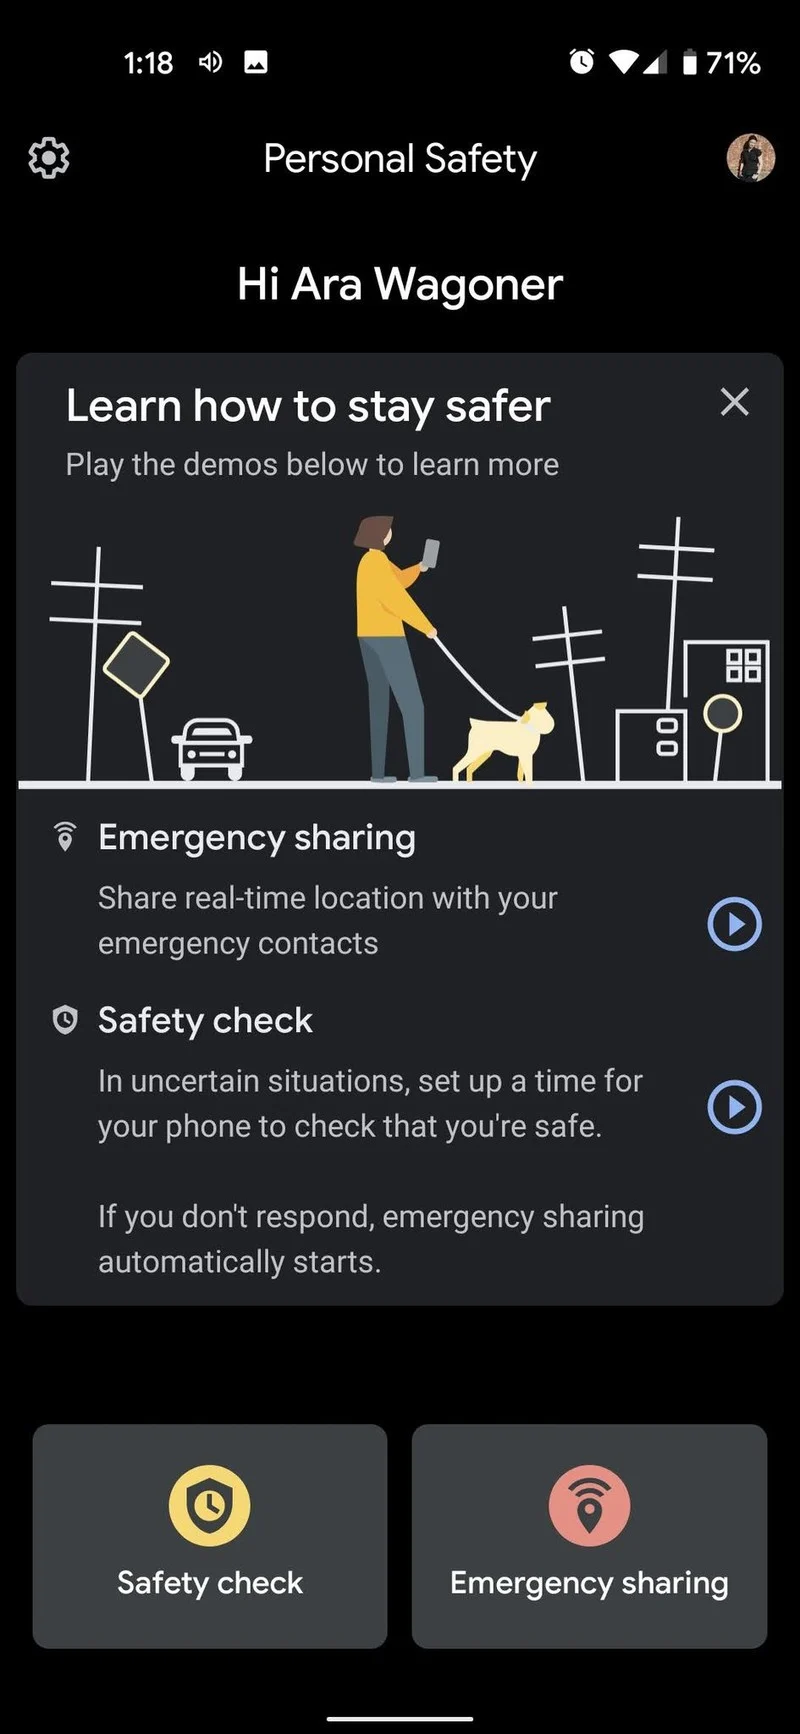 1:18 71%
Personal Safety
Hi Ara Wagoner
Learn how to stay safer
Play the demos below to learn more
Emergency sharing
Share real-time location with your
emergency contacts
Safety check
In uncertain situations, set up a time for
your phone to check that you're safe.
If you don't respond, emergency sharing
automatically starts.
Safety check
Emergency sharing